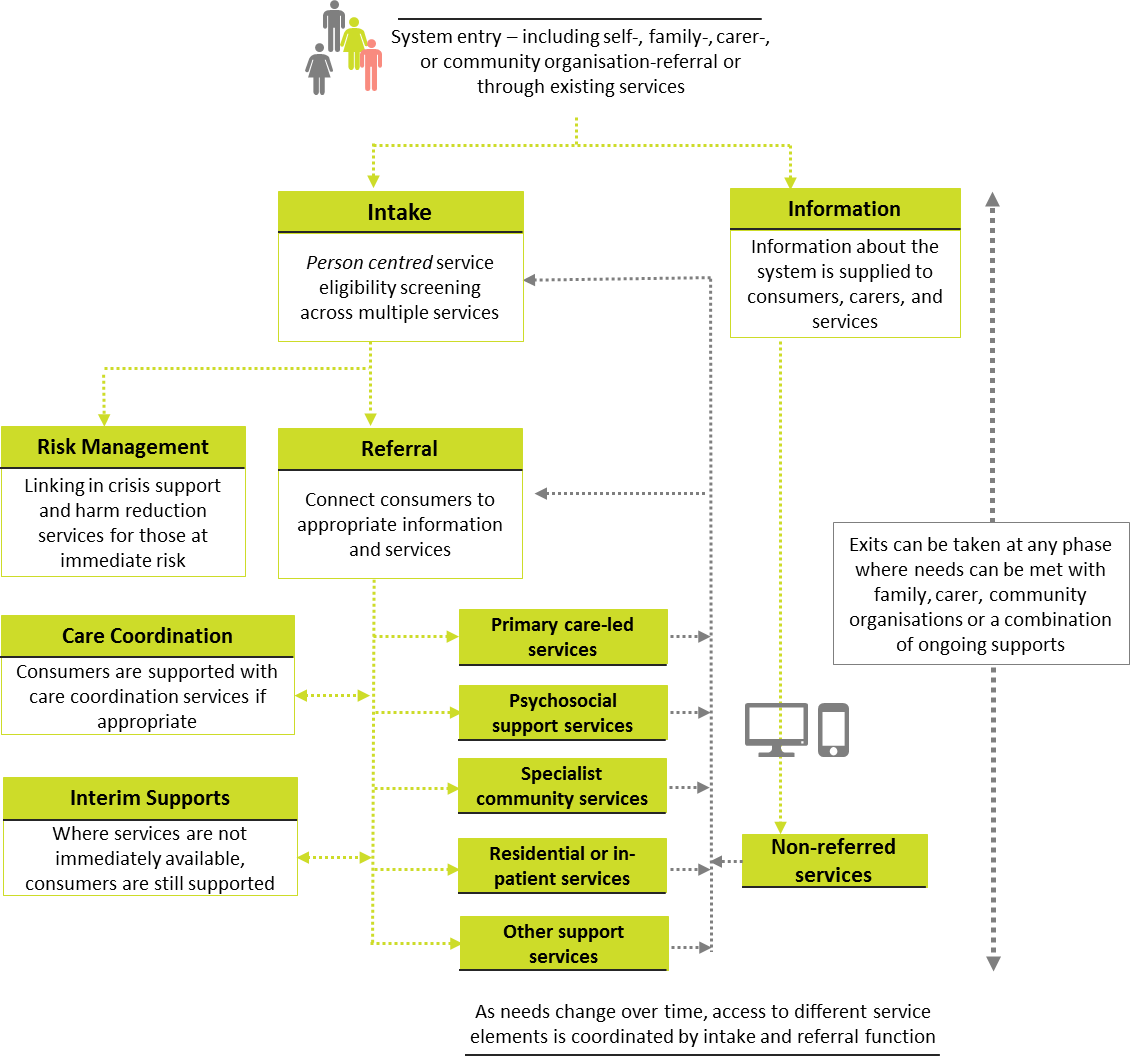 System entry – including self-, family-, carer-,
or community organisation-referral or
through existing services
Intake
Person centred service
eligibility screening
across multiple services
Information
Information about the
system is supplied to
consumers, carers, and
services
Risk Management
Linking in crisis support
and harm reduction
services for those at
immediate risk
Referral
Connect consumers to
appropriate information
and services
Exits can be taken at any phase
where needs can be met with
family, carer, community
organisations or a combination
of ongoing supports
Care Coordination
Consumers are supported with
care coordination services if
appropriate
Primary care-led
services
Psychosocial
support services
Specialist
community services
Interim Supports
Where services are not
immediately available,
consumers are still supported
Residential or in-
patient services
Non-referred
services
Other support
services
As needs change over time, access to different service
elements is coordinated by intake and referral function